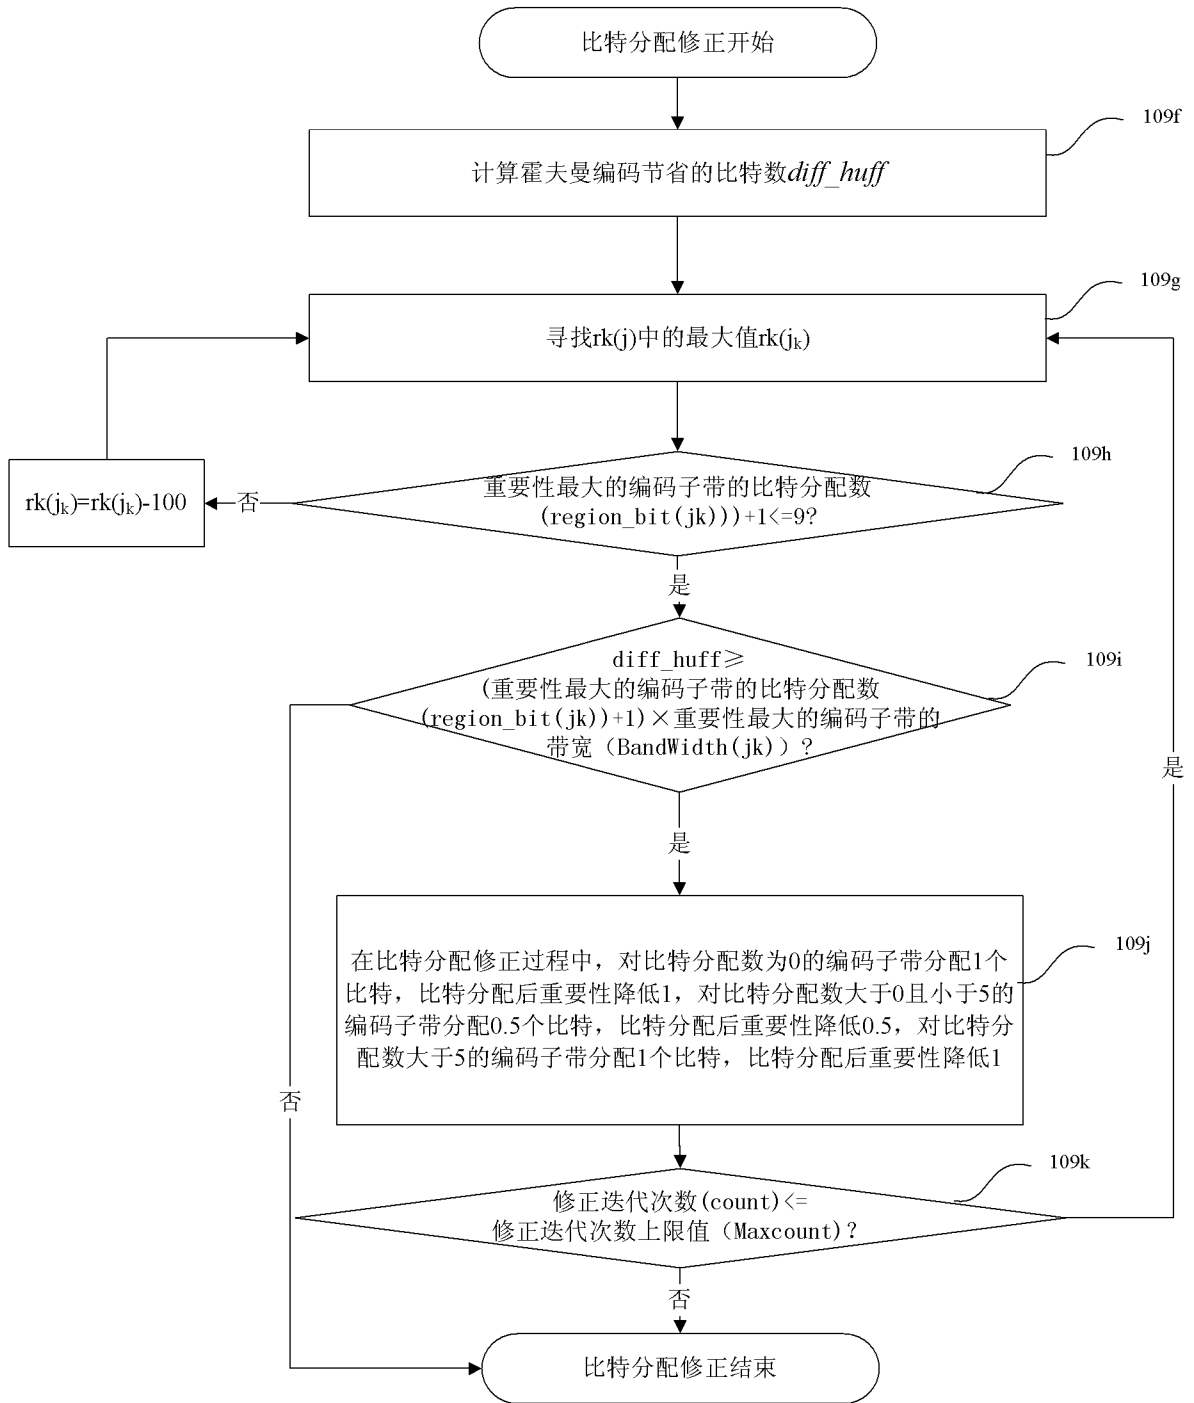 比特分配修正开始
109f
计算霍夫曼编码节省的比特数diff_huff
109g
寻找rk(j)中的最大值rk(jk)
109h
重要性最大的编码子带的比特分配数
(region_bit(jk)))+1<=9?
否
rk(jk)=rk(jk)-100
是
109i
diff_huff≥
(重要性最大的编码子带的比特分配数
(region_bit(jk))+1)×重要性最大的编码子带的
带宽（BandWidth(jk)）?
是
是
109j
在比特分配修正过程中，对比特分配数为0的编码子带分配1个
比特，比特分配后重要性降低1，对比特分配数大于0且小于5的
编码子带分配0.5个比特，比特分配后重要性降低0.5，对比特分
配数大于5的编码子带分配1个比特，比特分配后重要性降低1
否
109k
修正迭代次数(count)<=
修正迭代次数上限值（Maxcount)?
否
比特分配修正结束